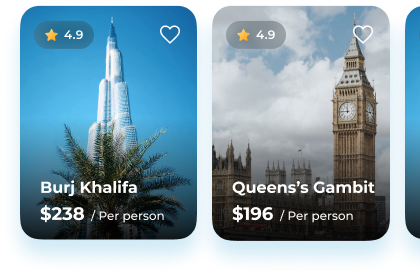 4.9
Burj Khalifa
$238 / Per person
4.9
Queens's Gambit
$196 / Per person